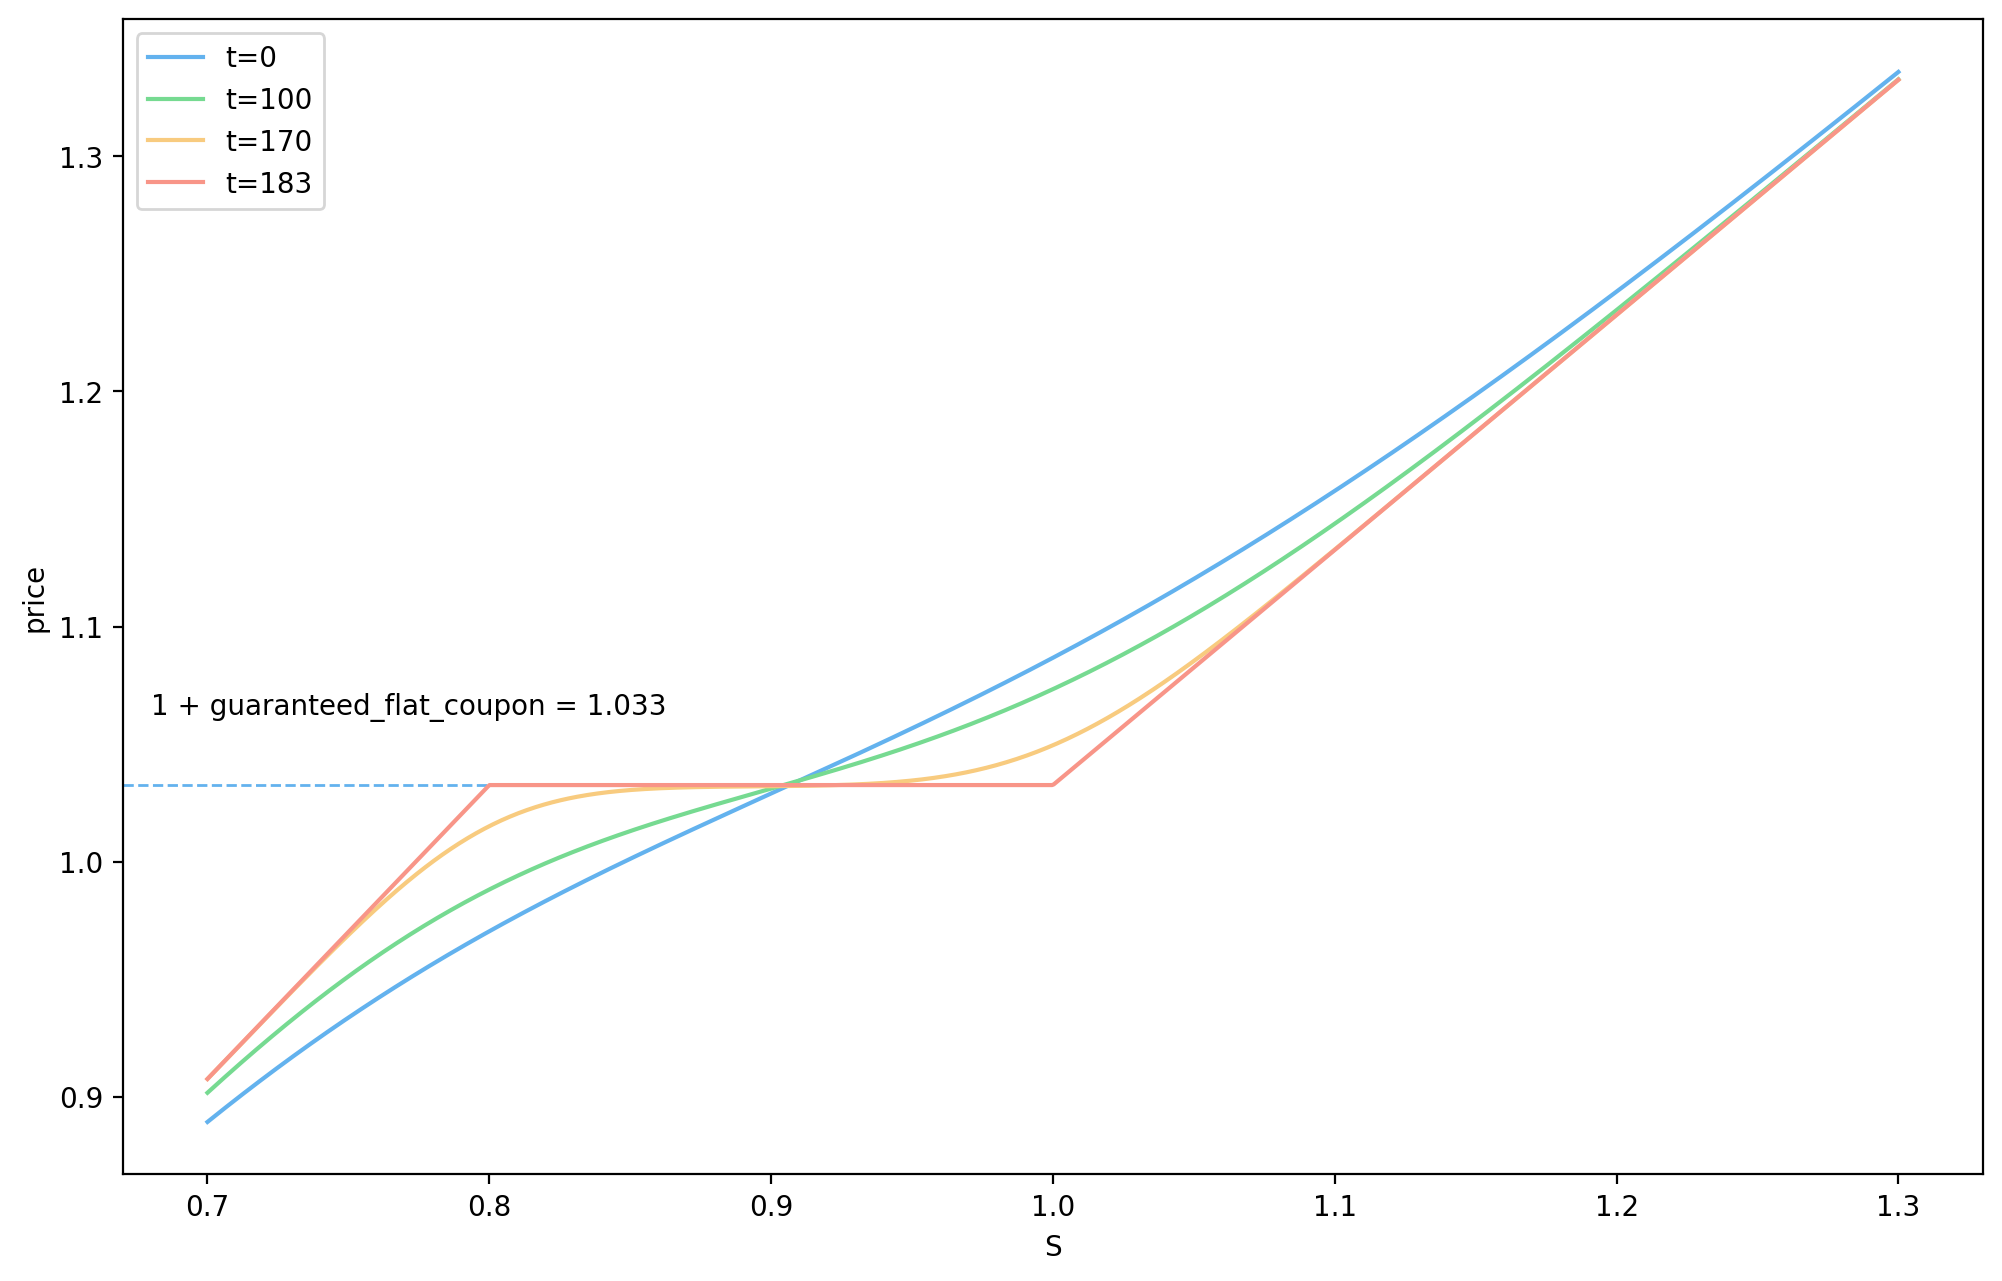 t=0
t=100
t=170
t=183
1.3
1.2
1.1
1.0
0.9
price
1 + guaranteed_flat_coupon = 1.033
0.7 0.8 0.9 1.0 1.1 1.2 1.3
S